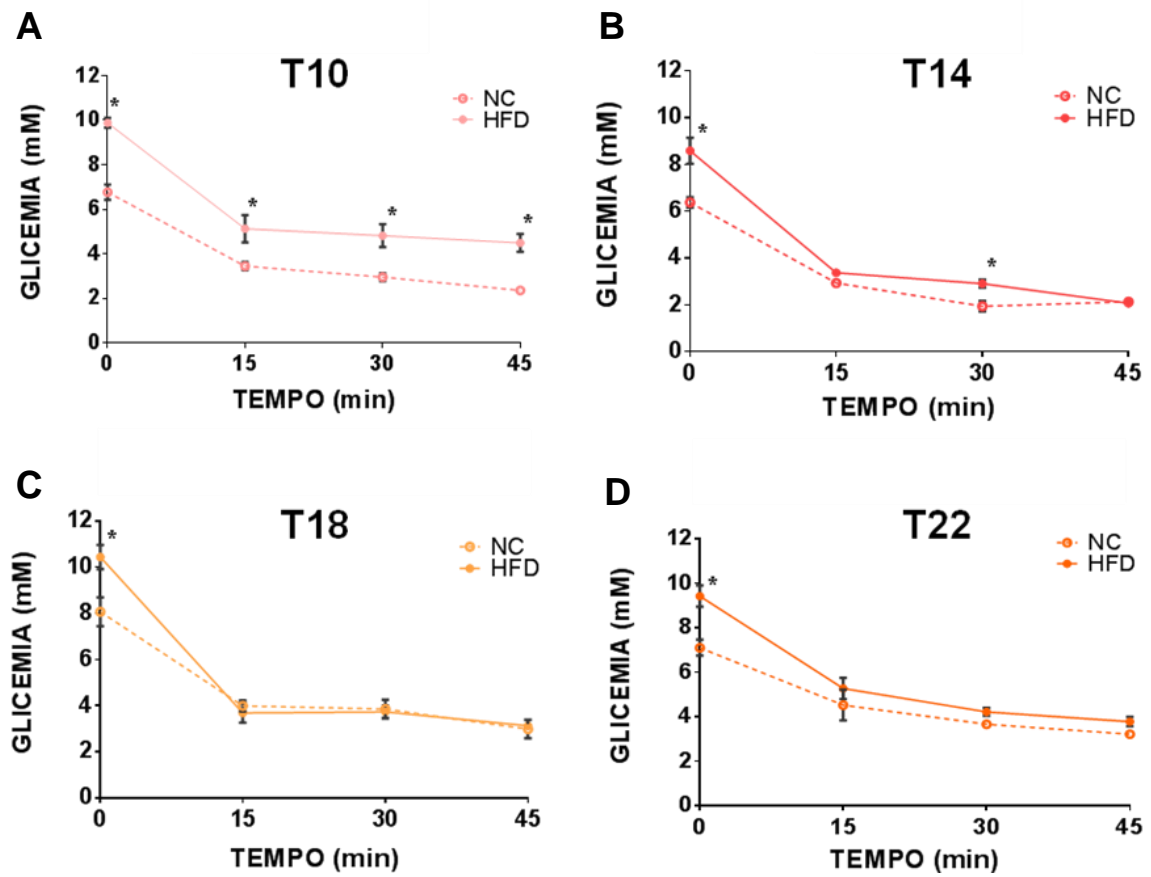 A
T10
NC
HFD
GLICEMIA (mM)
12
10
8
6
4
2
0
*
*
*
*
0 15 30 45
TEMPO (min)
B
T14
NC
HFD
GLICEMIA (mM)
12
10
8
6
4
2
0
*
*
0 15 30 45
TEMPO (min)
C
T18
NC
HFD
GLICEMIA (mM)
12
10
8
6
4
2
0
*
0 15 30 45
TEMPO (min)
D
T22
NC
HFD
GLICEMIA (mM)
12
10
8
6
4
2
0
*
0 15 30 45
TEMPO (min)